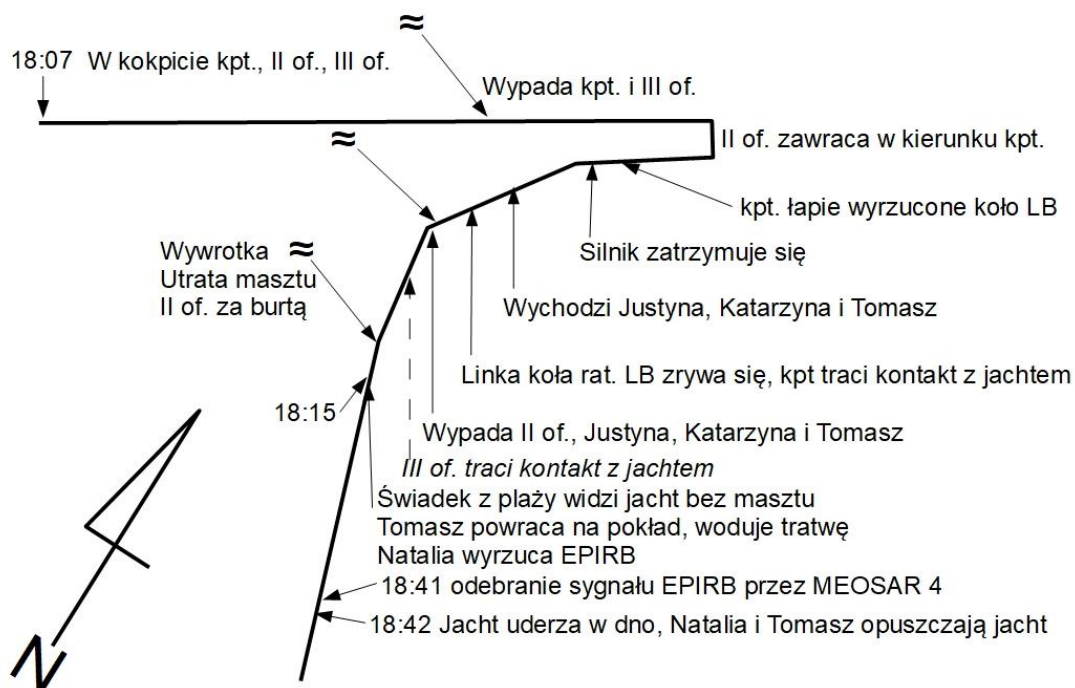 ≈
18:07 W kokpicie kpt., II of., III of.
Wypada kpt. i III of.
≈
II of. zawraca w kierunku kpt.
kpt. łapie wyrzucone koło LB
Wywrotka ≈
Silnik zatrzymuje się
Utrata masztu
II of. za burtą
Wychodzi Justyna, Katarzyna i Tomasz
Linka koła rat. LB zrywa się, kpt traci kontakt z jachtem
18:15
Wypada II of., Justyna, Katarzyna i Tomasz
III of. traci kontakt z jachtem
Świadek z plaży widzi jacht bez masztu
Tomasz powraca na pokład, woduje tratwę
Natalia wyrzuca EPIRB
18:41 odebranie sygnału EPIRB przez MEOSAR 4
18:42 Jacht uderza w dno, Natalia i Tomasz opuszczają jacht
N